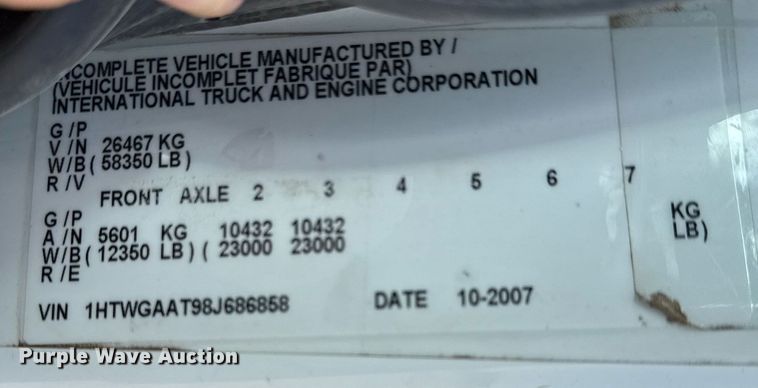 INCOMPLETE VEHICLE MANUFACTURED BY /
(VEHICULE INCOMPLET FABRIQUE PAR)
INTERNATIONAL TRUCK AND ENGINE CORPORATION
G/P
V/N 26467 KG
W/B ( 58350 LB )
R/V
FRONT AXLE 2 3 4 5 6 7
G/P
A/N 5601 KG 10432 10432 KG
W/B ( 12350 LB ) ( 23000 23000 LB)
R/E
VIN 1HTWGAAT98J686858 DATE 10-2007
Purple Wave Auction